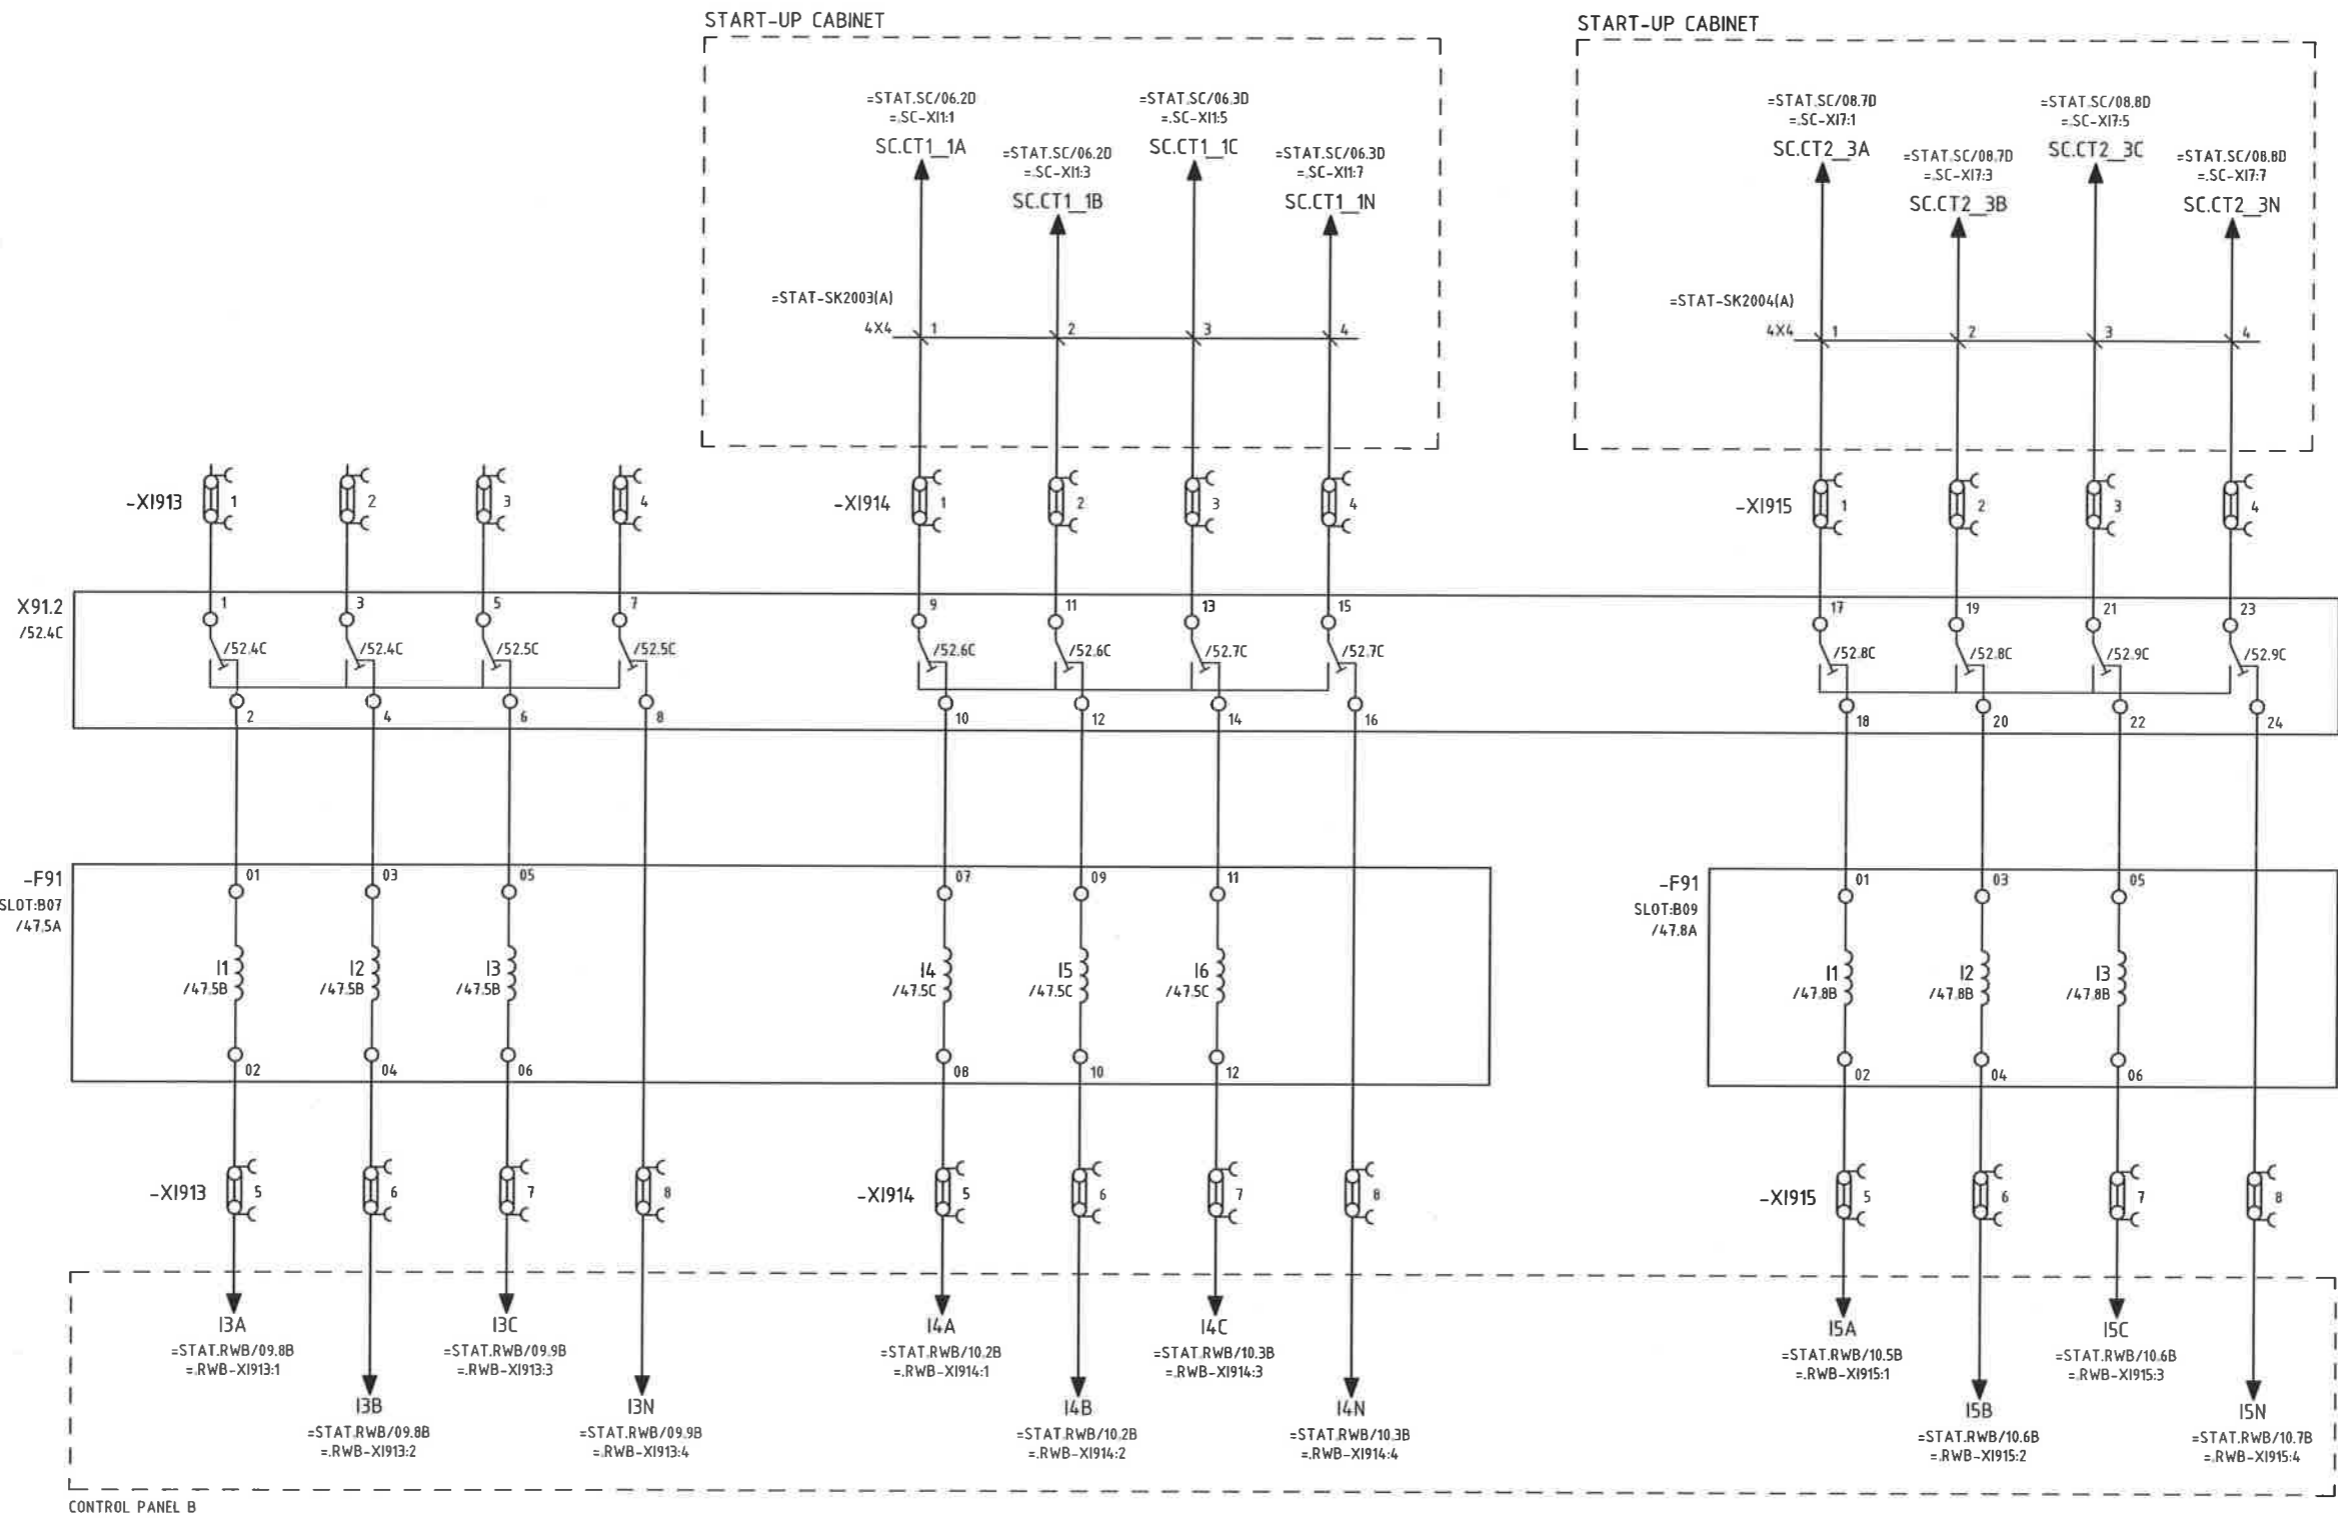 START-UP CABINET
START-UP CABINET
=STAT.SC/06.2D
=.SC-XI1:1
SC.CT1_1A
=STAT.SC/06.2D
=.SC-XI1:3
SC.CT1_1B
=STAT.SC/06.3D
=.SC-XI1:5
SC.CT1_1C
=STAT.SC/06.3D
=.SC-XI1:7
SC.CT1_1N
=STAT.SC/08.7D
=.SC-XI7:1
SC.CT2_3A
=STAT.SC/08.7D
=.SC-XI7:3
SC.CT2_3B
=STAT.SC/08.8D
=.SC-XI7:5
SC.CT2_3C
=STAT.SC/08.8D
=.SC-XI7:7
SC.CT2_3N
=STAT-SK2003(A)
4X4 1 2 3 4
=STAT-SK2004(A)
4X4 1 2 3 4
-XI913 1 2 3 4
-XI914 1 2 3 4
-XI915 1 2 3 4
X91.2
/52.4C
1 3 5 7 9 11 13 15 17 19 21 23
/52.4C /52.4C /52.5C /52.5C /52.6C /52.6C /52.7C /52.7C /52.8C /52.8C /52.9C /52.9C
2 4 6 8 10 12 14 16 18 20 22 24
-F91
SLOT:B07
/47.5A
01 03 05 07 09 11
I1 I2 I3 I4 I5 I6
/47.5B /47.5B /47.5B /47.5C /47.5C /47.5C
02 04 06 08 10 12
-F91
SLOT:B09
/47.8A
01 03 05
I1 I2 I3
/47.8B /47.8B /47.8B
02 04 06
-XI913 5 6 7 8
-XI914 5 6 7 8
-XI915 5 6 7 8
I3A
=STAT.RWB/09.8B
=.RWB-XI913:1
I3B
=STAT.RWB/09.8B
=.RWB-XI913:2
I3C
=STAT.RWB/09.9B
=.RWB-XI913:3
I3N
=STAT.RWB/09.9B
=.RWB-XI913:4
I4A
=STAT.RWB/10.2B
=.RWB-XI914:1
I4B
=STAT.RWB/10.2B
=.RWB-XI914:2
I4C
=STAT.RWB/10.3B
=.RWB-XI914:3
I4N
=STAT.RWB/10.3B
=.RWB-XI914:4
I5A
=STAT.RWB/10.5B
=.RWB-XI915:1
I5B
=STAT.RWB/10.6B
=.RWB-XI915:2
I5C
=STAT.RWB/10.6B
=.RWB-XI915:3
I5N
=STAT.RWB/10.7B
=.RWB-XI915:4
CONTROL PANEL B